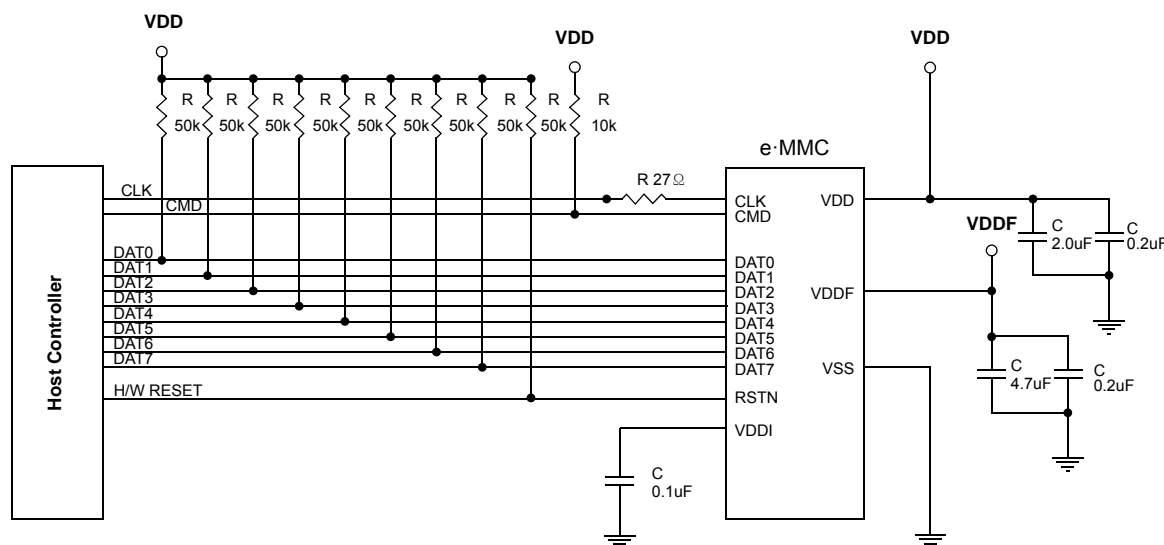 VDD
VDD
VDD
R
50k
R
50k
R
50k
R
50k
R
50k
R
50k
R
50k
R
50k
R
50k
R
10k
e·MMC
R 27Ω
CLK
CMD
DAT0
DAT1
DAT2
DAT3
DAT4
DAT5
DAT6
DAT7
H/W RESET
Host Controller
CLK
CMD
DAT0
DAT1
DAT2
DAT3
DAT4
DAT5
DAT6
DAT7
RSTN
VDDI
VDD
VDDF
VSS
VDDF
C
2.0uF
C
0.2uF
C
4.7uF
C
0.2uF
C
0.1uF